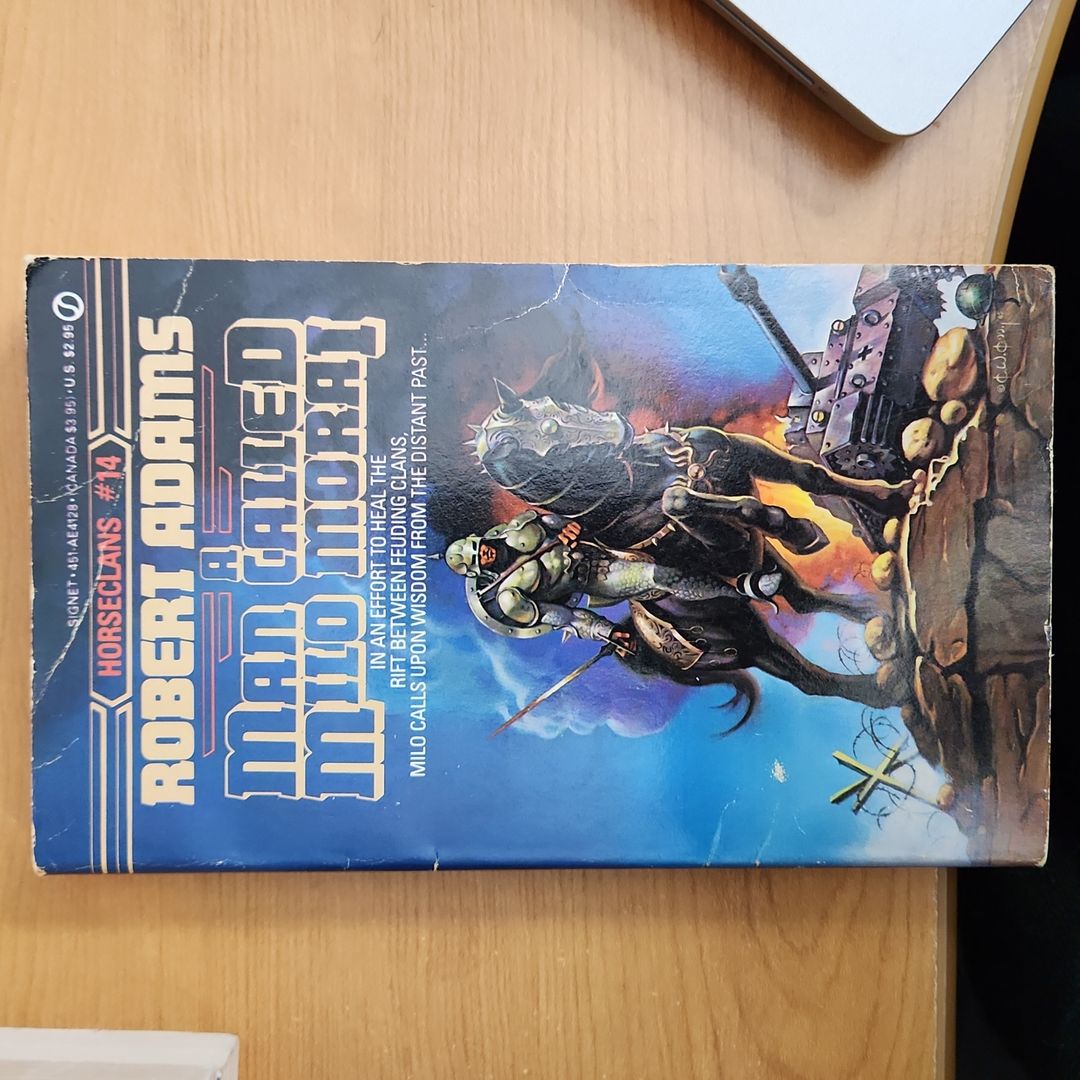 SIGNET • 451-AE4128 • (CANADA $3.95) • U.S. $2.95
HORSECLANS #14
ROBERT ADAMS
A
MAN CALLED
MILO MORAI
IN AN EFFORT TO HEAL THE
RIFT BETWEEN FEUDING CLANS,
MILO CALLS UPON WISDOM FROM THE DISTANT PAST...